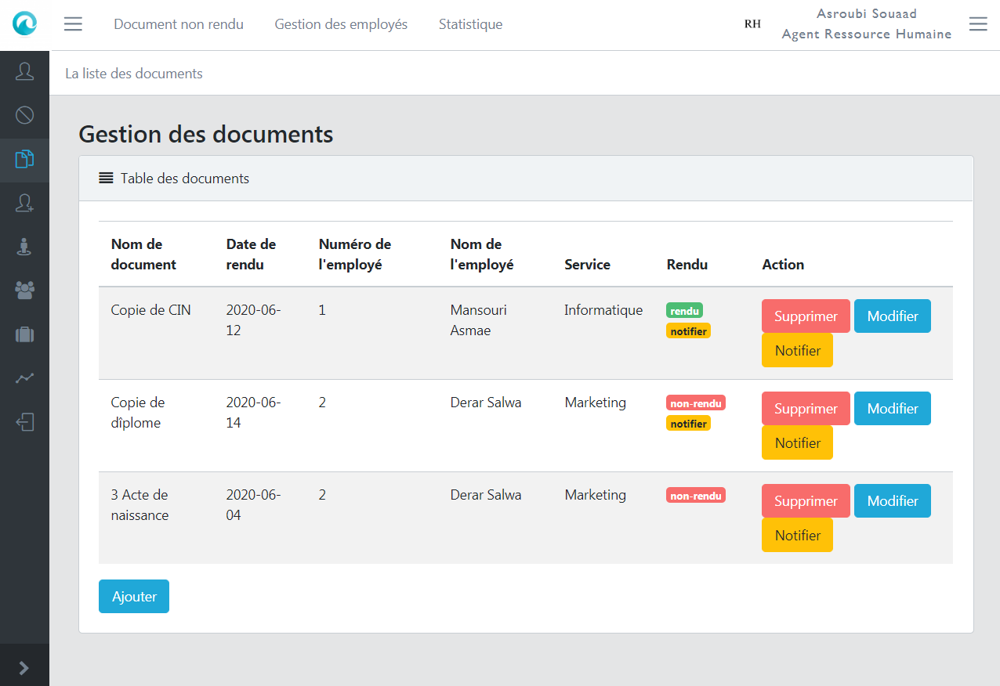 Document non rendu
Gestion des employés
Statistique
RH
Asroubi Souaad
Agent Ressource Humaine
La liste des documents
Gestion des documents
Table des documents
Nom de
document
Date de
rendu
Numéro de
l'employé
Nom de
l'employé
Service
Rendu
Action
Copie de CIN
2020-06-
12
1
Mansouri
Asmae
Informatique
rendu
notifier
Supprimer
Modifier
Notifier
Copie de
dîplome
2020-06-
14
2
Derar Salwa
Marketing
non-rendu
notifier
Supprimer
Modifier
Notifier
3 Acte de
naissance
2020-06-
04
2
Derar Salwa
Marketing
non-rendu
Supprimer
Modifier
Notifier
Ajouter